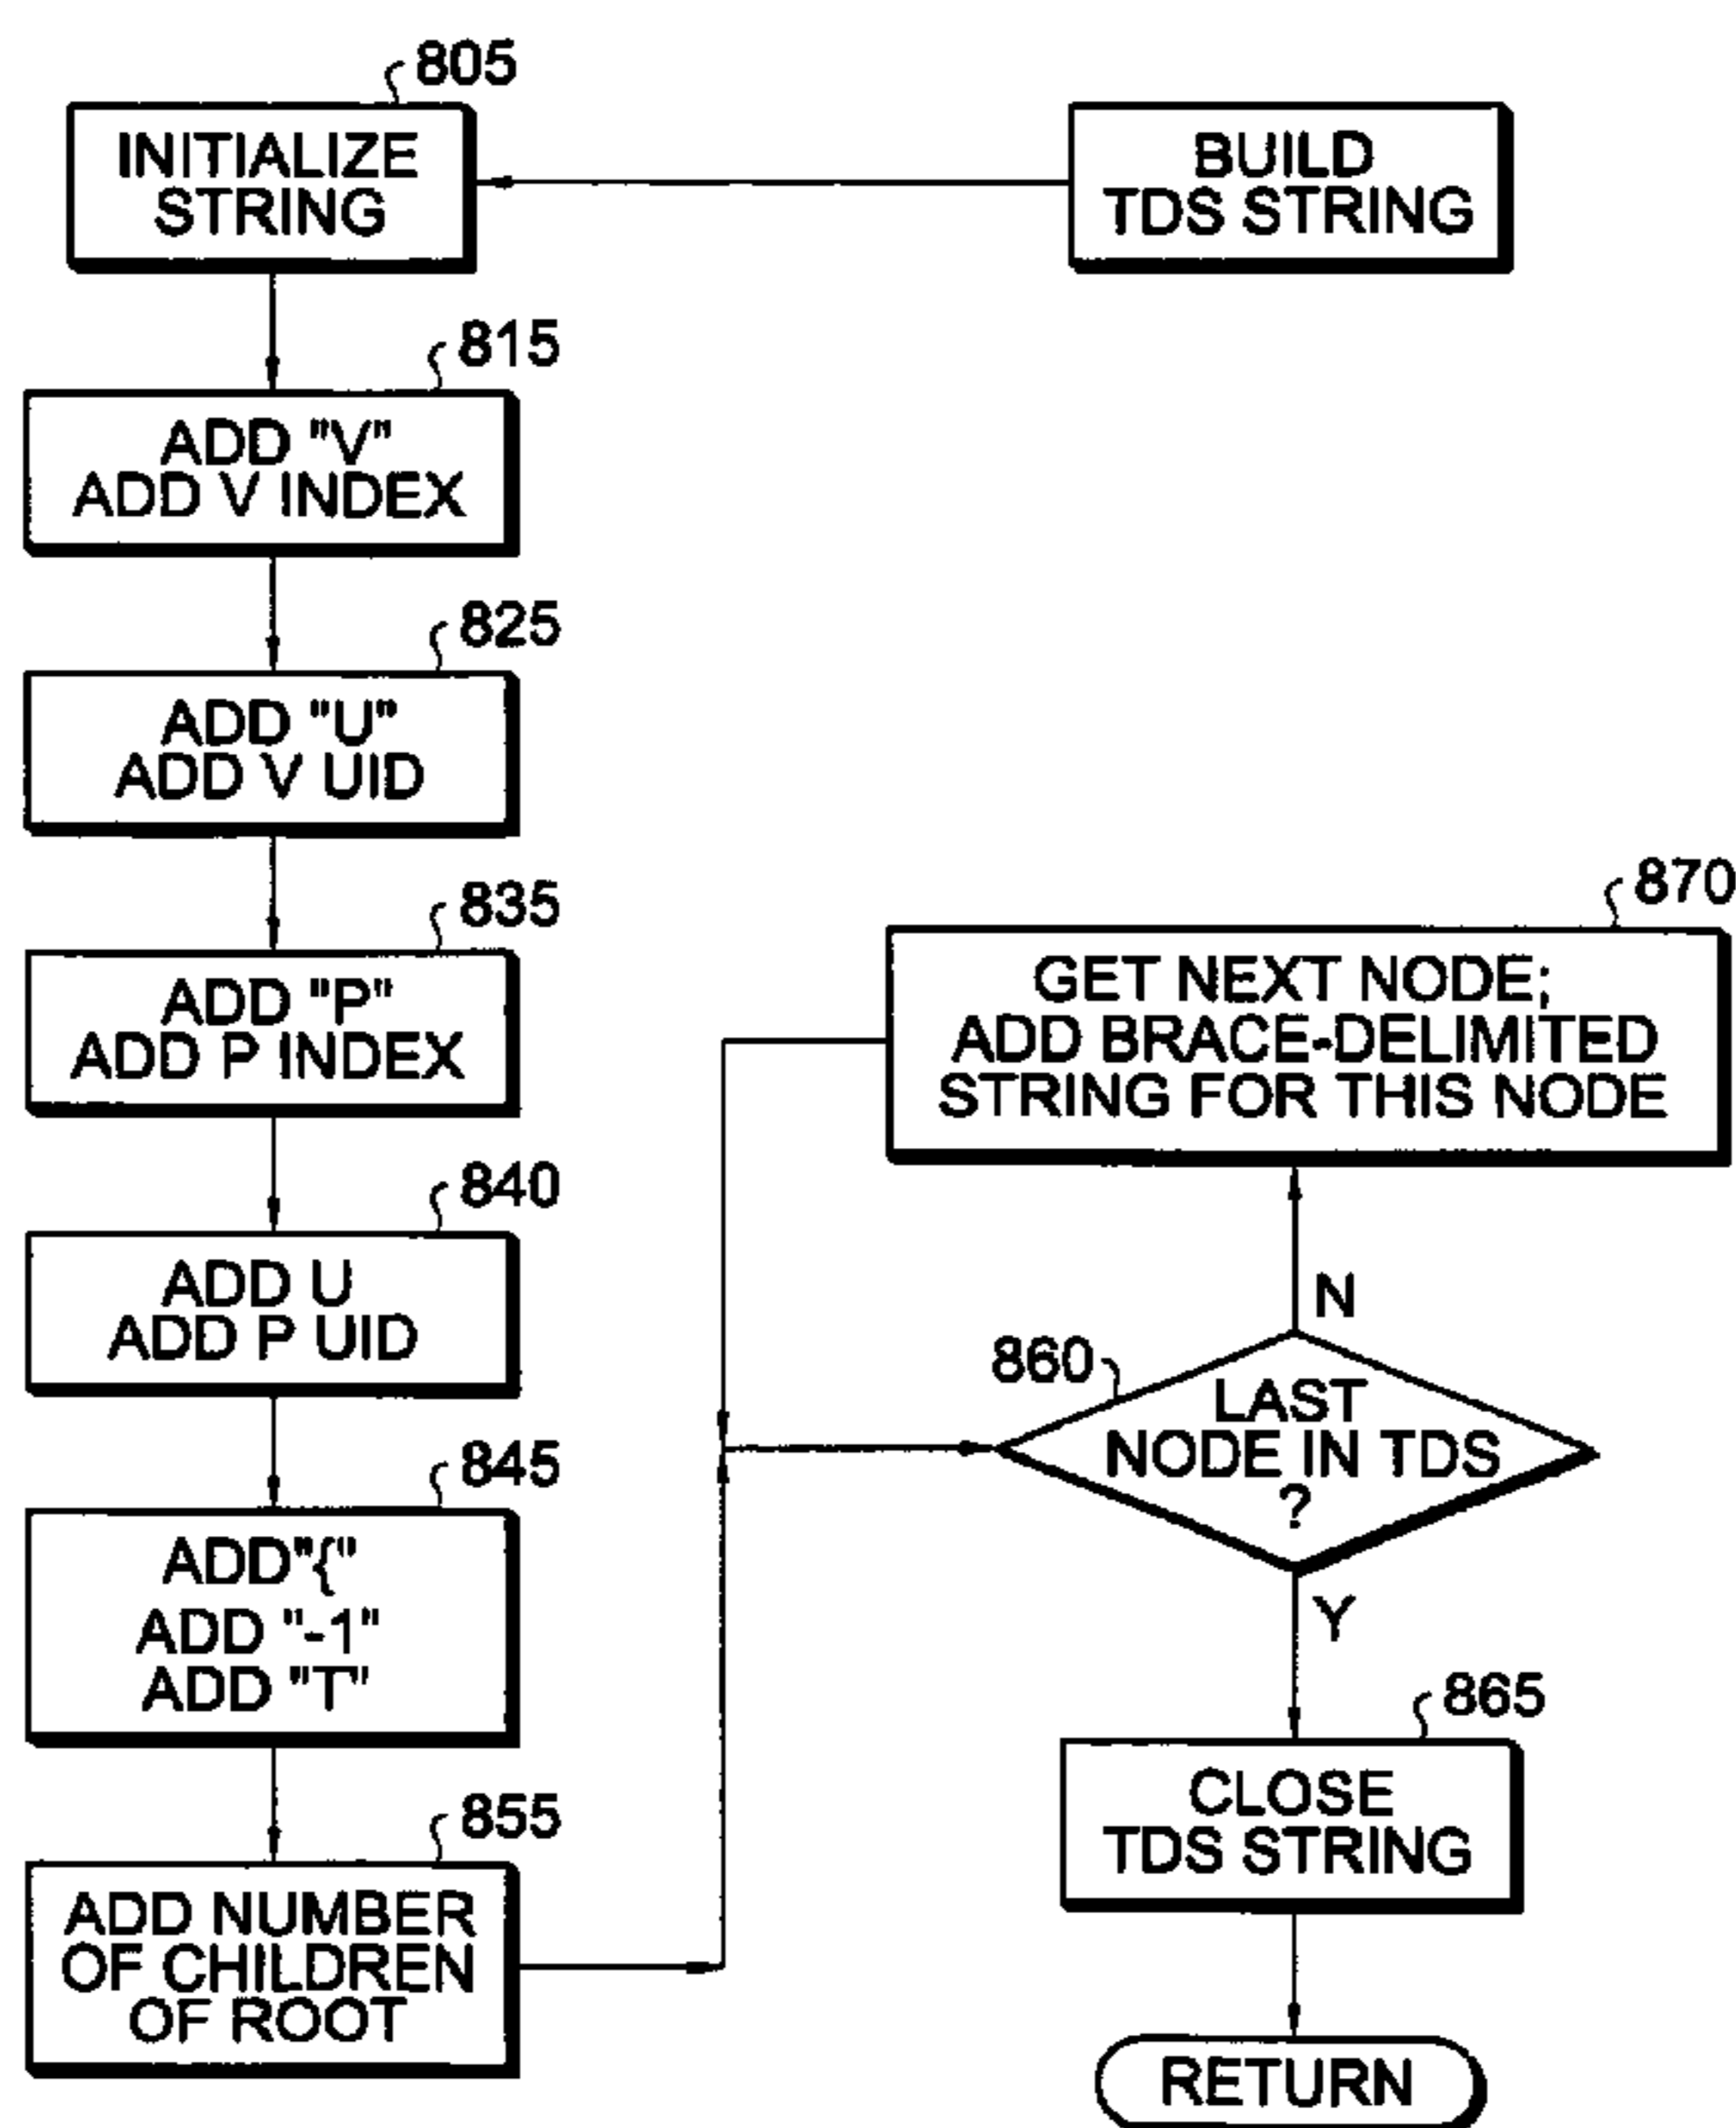 805
INITIALIZE
STRING
BUILD
TDS STRING
815
ADD "V"
ADD V INDEX
825
ADD "U"
ADD V UID
835
ADD "P"
ADD P INDEX
840
ADD U
ADD P UID
845
ADD"{"
ADD "-1"
ADD "T"
855
ADD NUMBER
OF CHILDREN
OF ROOT
870
GET NEXT NODE;
ADD BRACE-DELIMITED
STRING FOR THIS NODE
N
860
LAST
NODE IN TDS
?
Y
865
CLOSE
TDS STRING
RETURN